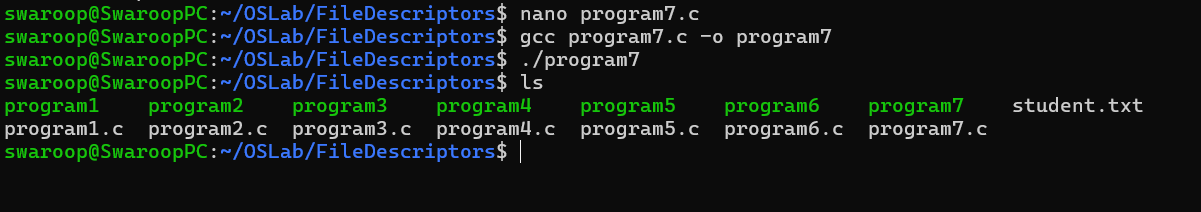 swaroop@SwaroopPC:~/OSLab/FileDescriptors$ nano program7.c
swaroop@SwaroopPC:~/OSLab/FileDescriptors$ gcc program7.c -o program7
swaroop@SwaroopPC:~/OSLab/FileDescriptors$ ./program7
swaroop@SwaroopPC:~/OSLab/FileDescriptors$ ls
program1    program2    program3    program4    program5    program6    program7    student.txt
program1.c  program2.c  program3.c  program4.c  program5.c  program6.c  program7.c
swaroop@SwaroopPC:~/OSLab/FileDescriptors$